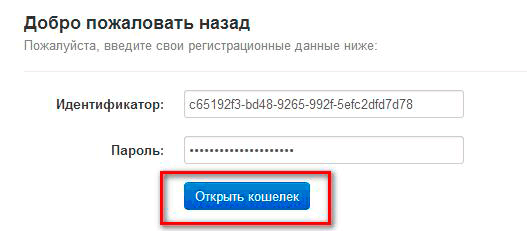 Добро пожаловать назад
Пожалуйста, введите свои регистрационные данные ниже:
Идентификатор: c65192f3-bd48-9265-992f-5efc2dfd7d78
Пароль: •••••••••••••••••••••
Открыть кошелек